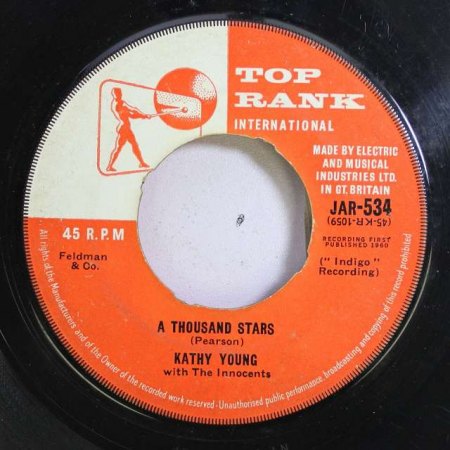 TOP
RANK
INTERNATIONAL
MADE BY ELECTRIC
AND MUSICAL
INDUSTRIES LTD.
IN GT. BRITAIN
JAR-534
(45-K-R-1059)
45 R.P.M
RECORDING FIRST
PUBLISHED 1960
Feldman
& Co.
("Indigo"
Recording)
A THOUSAND STARS
(Pearson)
KATHY YOUNG
with The Innocents
All rights of the Manufacturers and of the Owner of the recorded work reserved - Unauthorised public performance, broadcasting and copying of this record prohibited